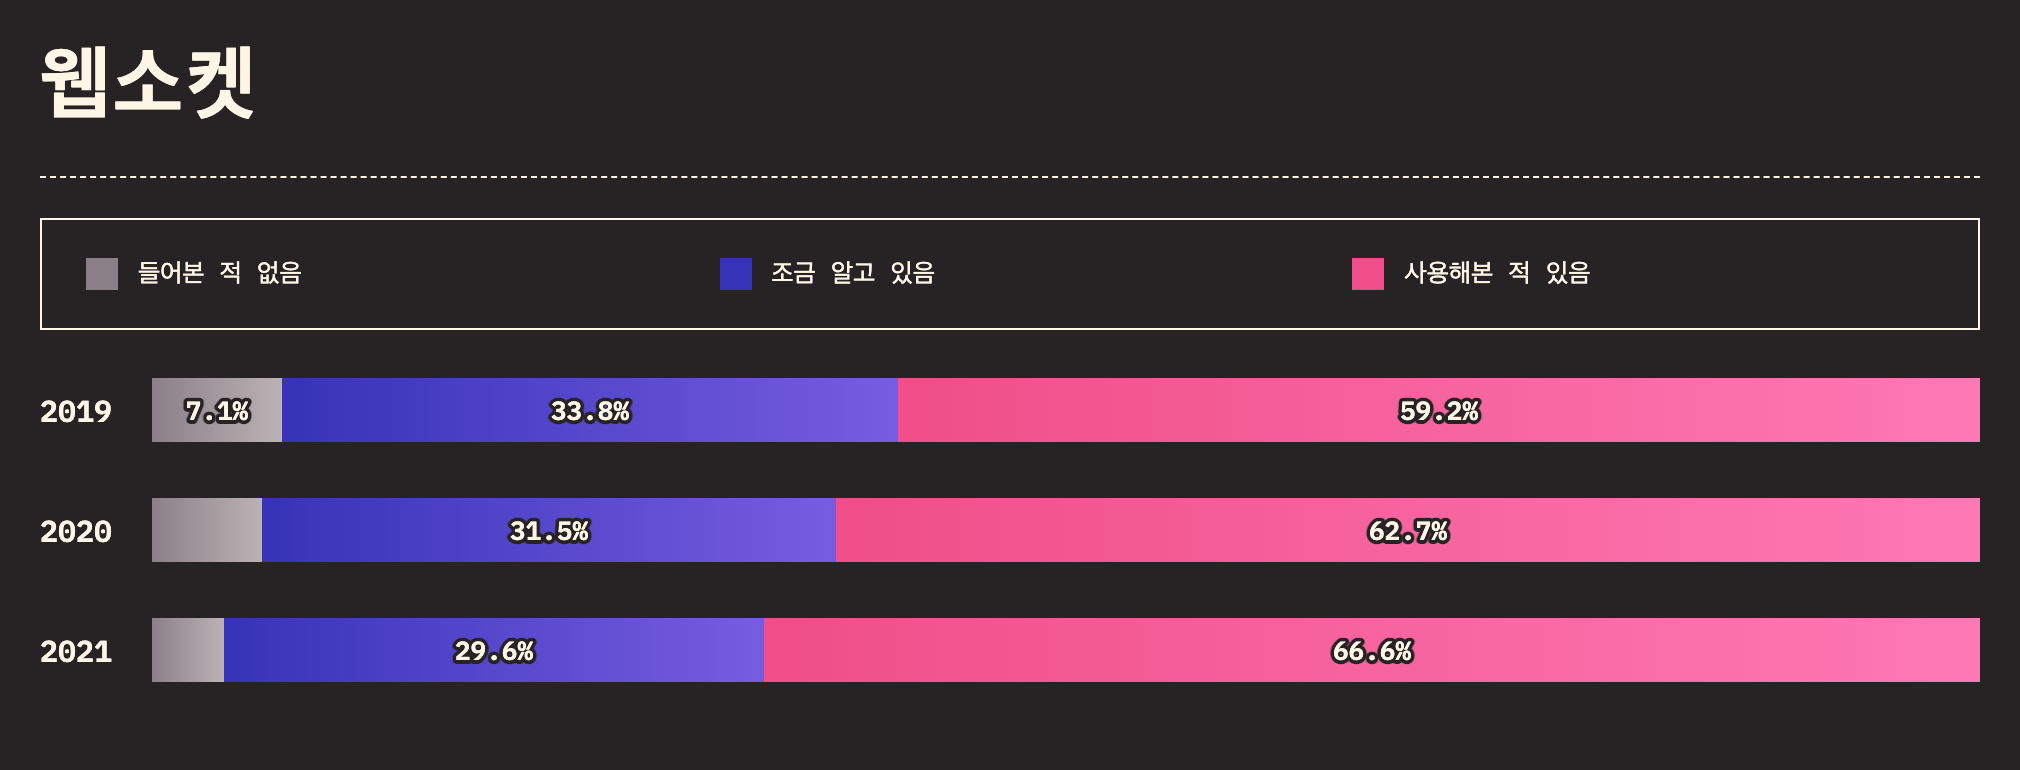 웹소켓
들어본 적 없음 조금 알고 있음 사용해본 적 있음
2019 7.1% 33.8% 59.2%
2020 31.5% 62.7%
2021 29.6% 66.6%